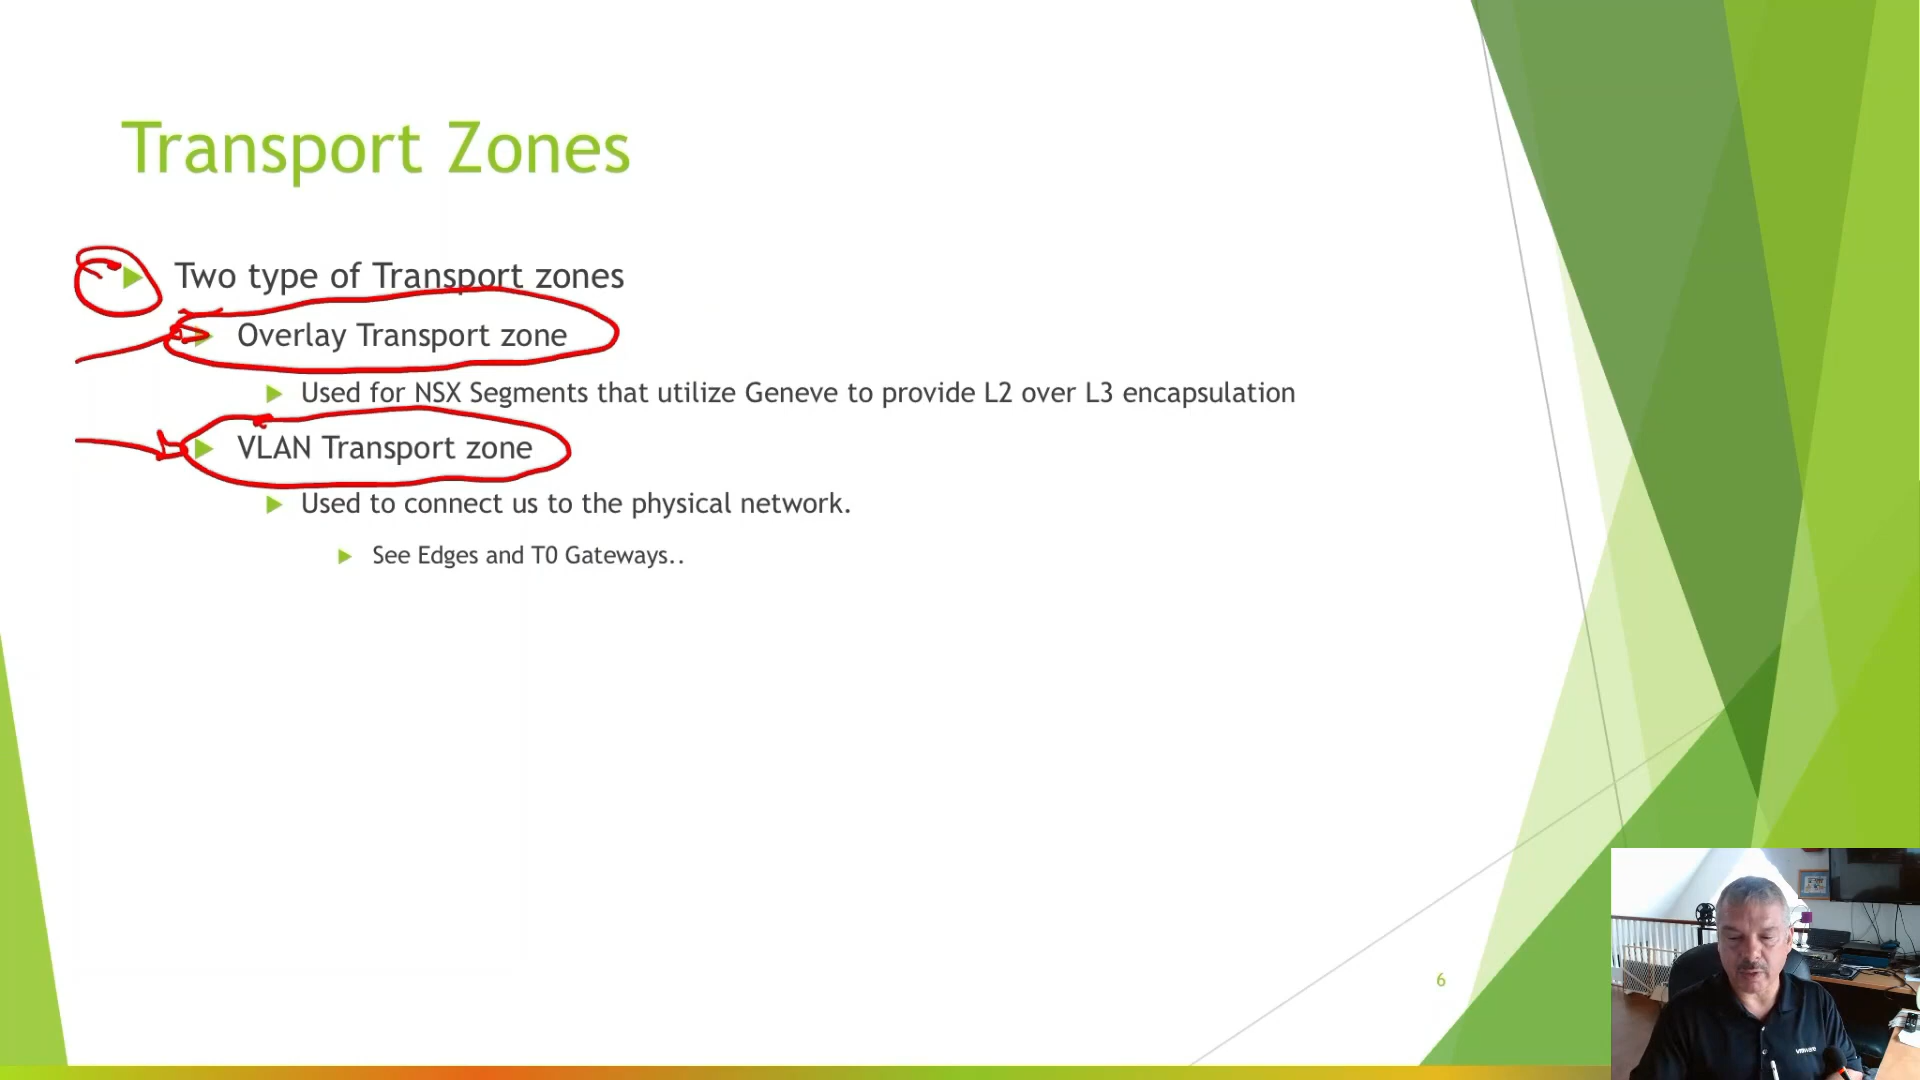 Transport Zones
Two type of Transport zones
Overlay Transport zone
Used for NSX Segments that utilize Geneve to provide L2 over L3 encapsulation
VLAN Transport zone
Used to connect us to the physical network.
See Edges and T0 Gateways..
6
vmware